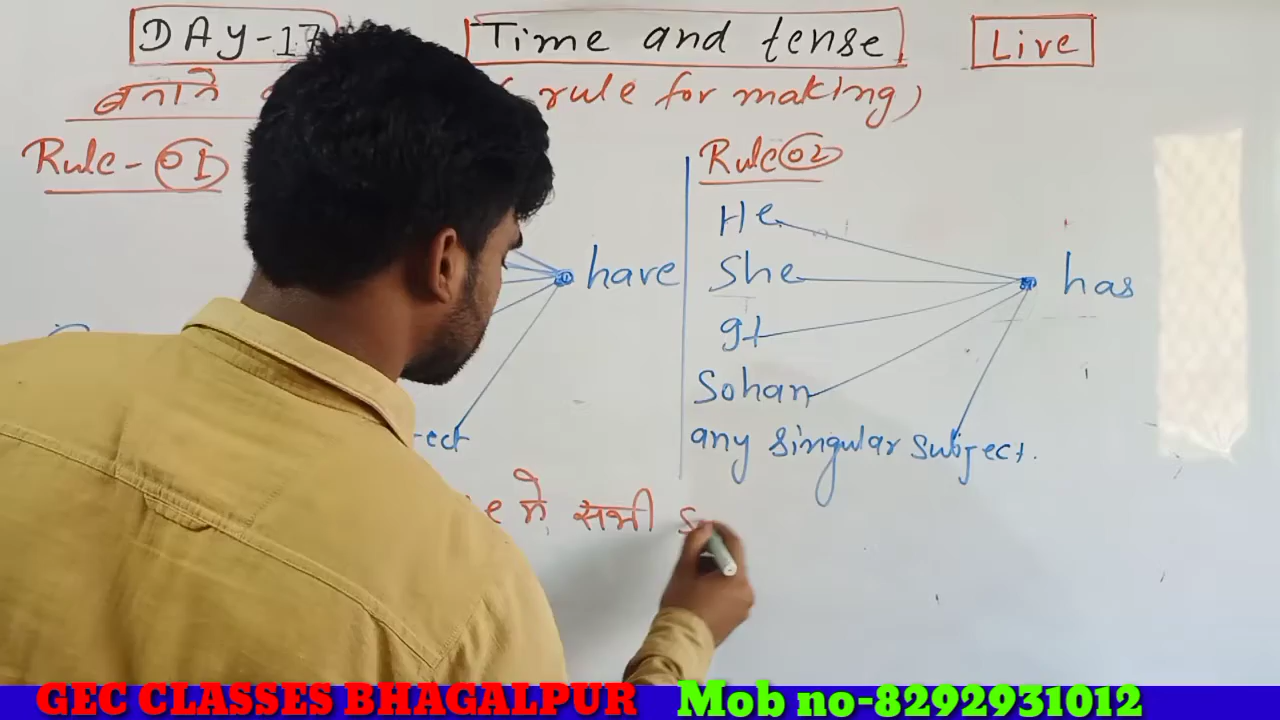 DAY-17 Time and tense Live
बनाने ( rule for making)
Rule-01 Rule 02
He
have She has
It
Sohan
any singular subject.
में सभी
GEC CLASSES BHAGALPUR Mob no-8292931012